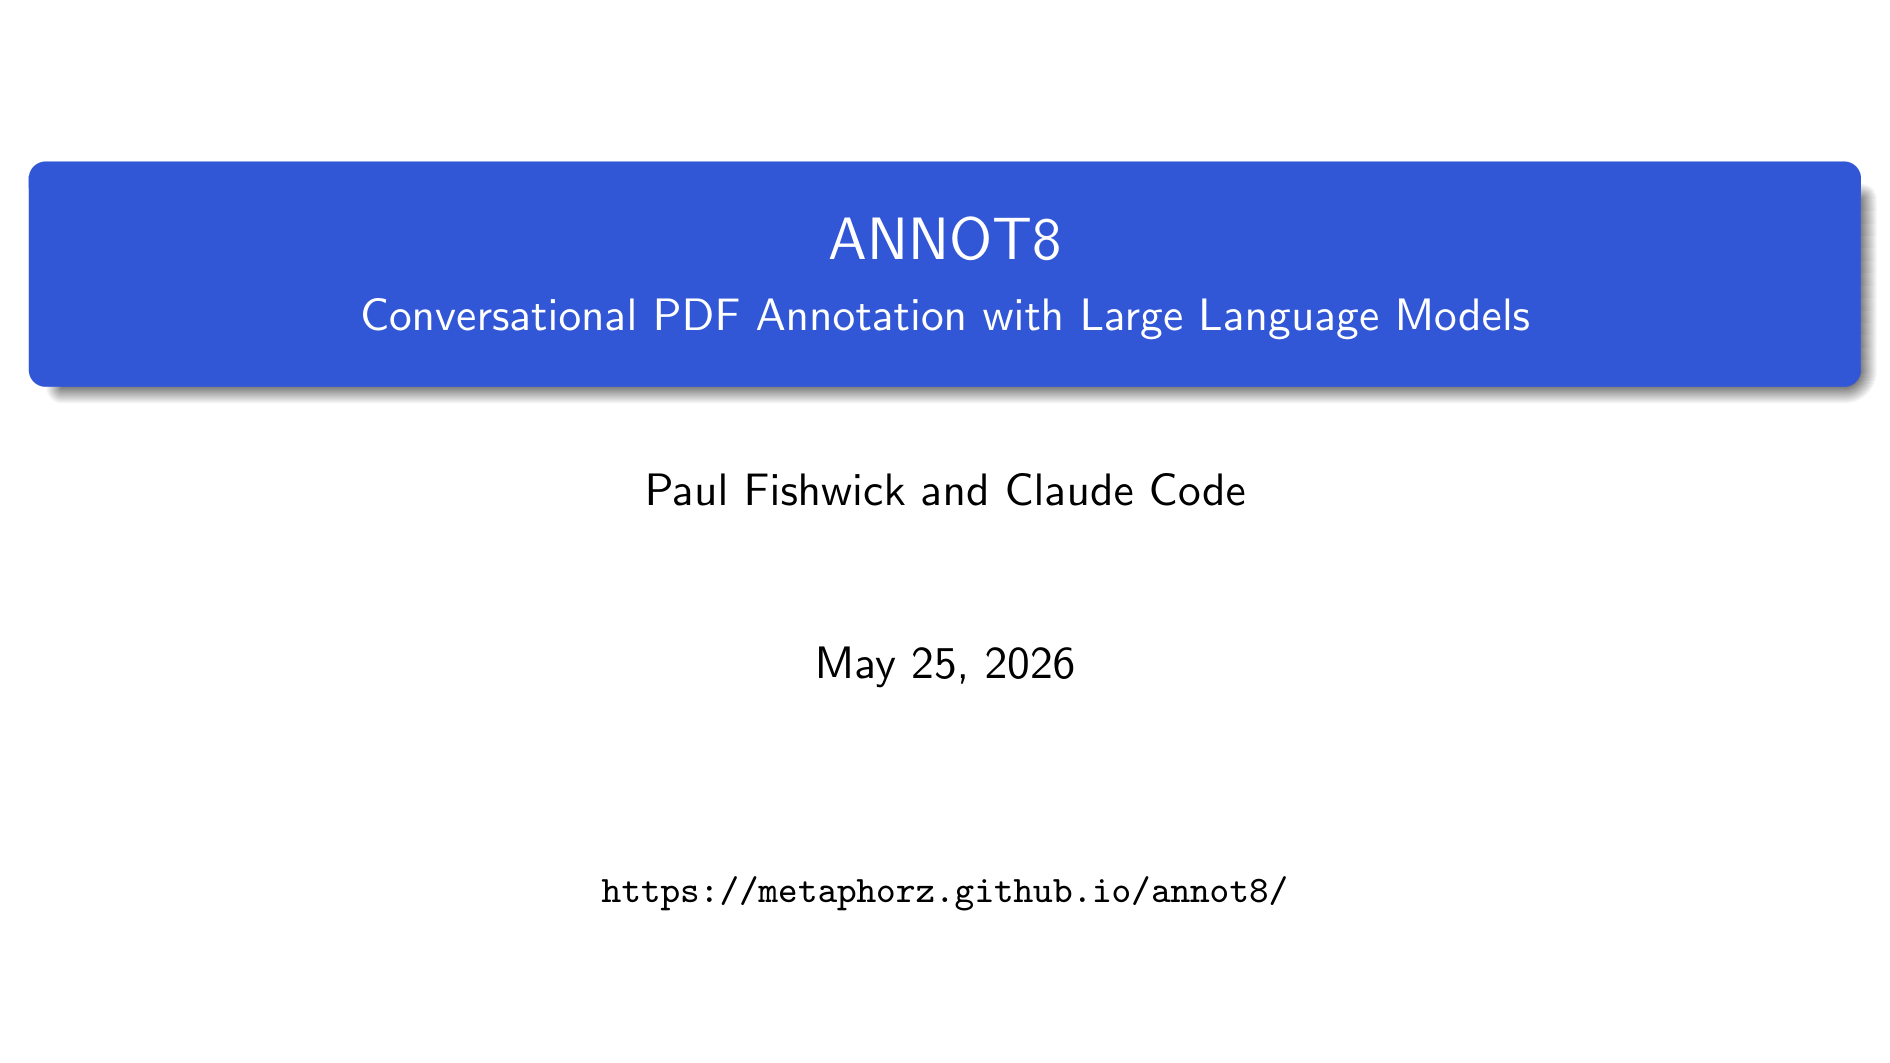 ANNOT8
Conversational PDF Annotation with Large Language Models
Paul Fishwick and Claude Code
May 25, 2026
https://metaphorz.github.io/annot8/